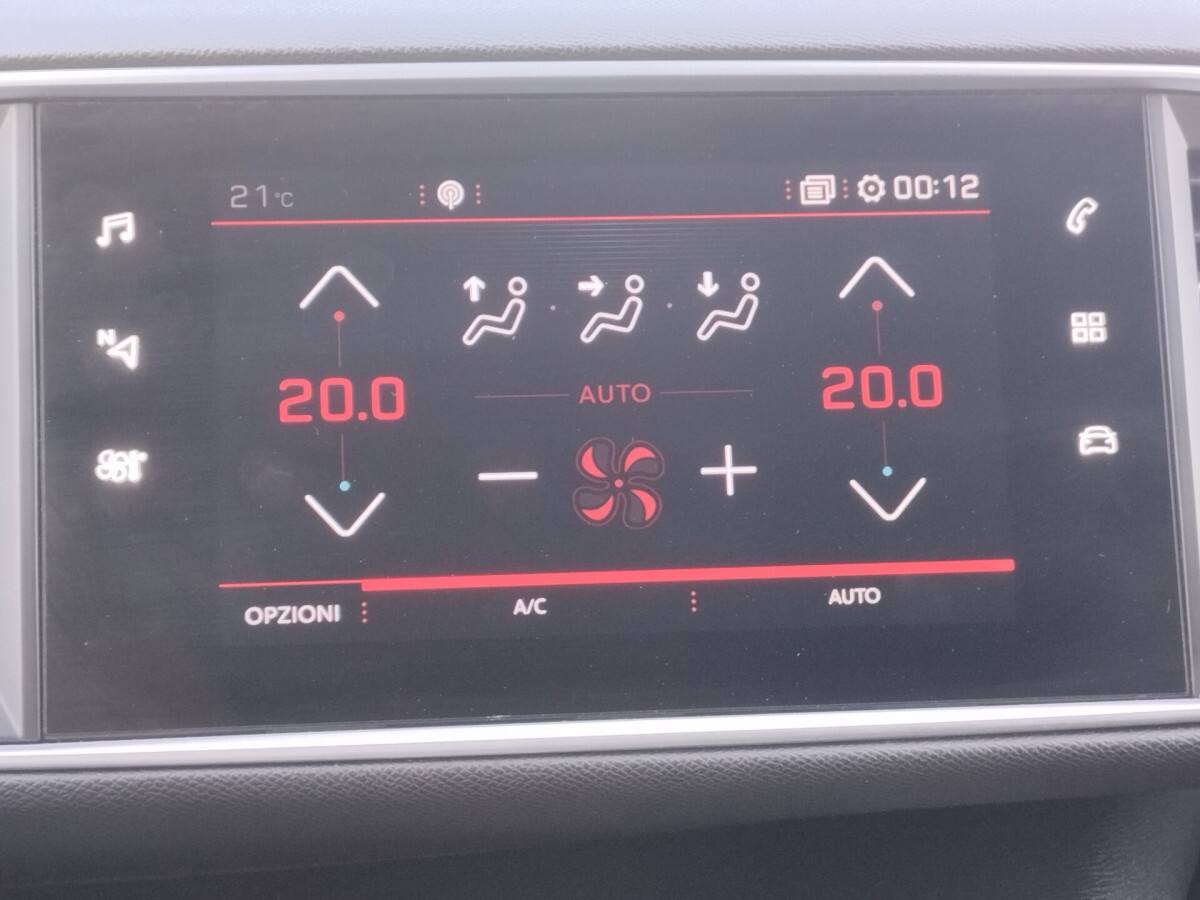 21°C 00:12
N
20.0 AUTO 20.0
OPZIONI A/C AUTO